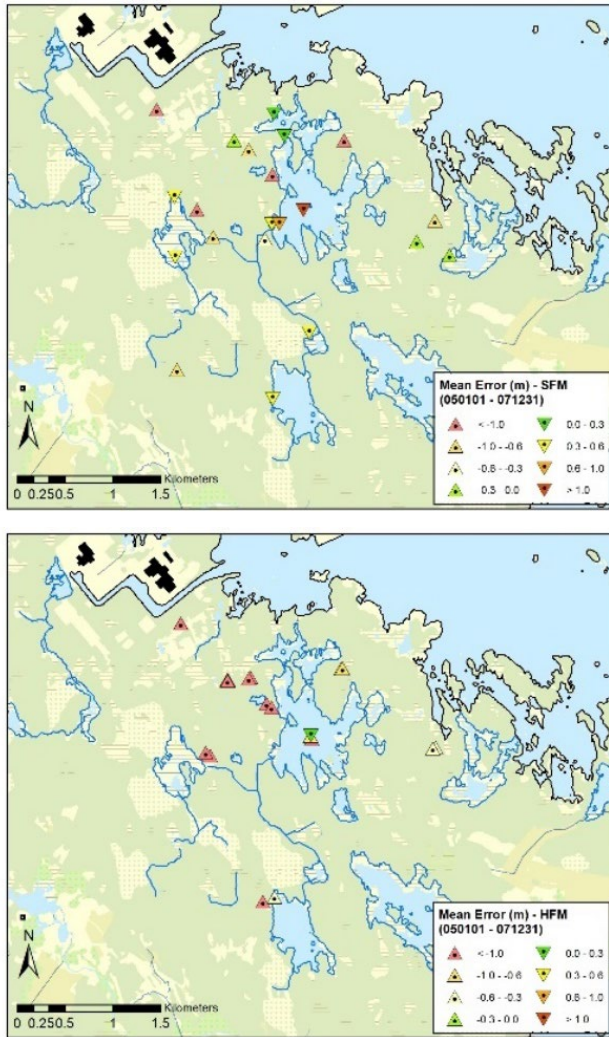 Mean Error (m) - SFM
(050101 - 071231)
< -1.0 0.0 - 0.3
-1.0 - -0.6 0.3 - 0.6
-0.6 - -0.3 0.6 - 1.0
-0.3 - 0.0 > 1.0
N
Kilometers
0 0.25 0.5 1 1.5
Mean Error (m) - HFM
(050101 - 071231)
< -1.0 0.0 - 0.3
-1.0 - -0.6 0.3 - 0.6
-0.6 - -0.3 0.6 - 1.0
-0.3 - 0.0 > 1.0
N
Kilometers
0 0.25 0.5 1 1.5